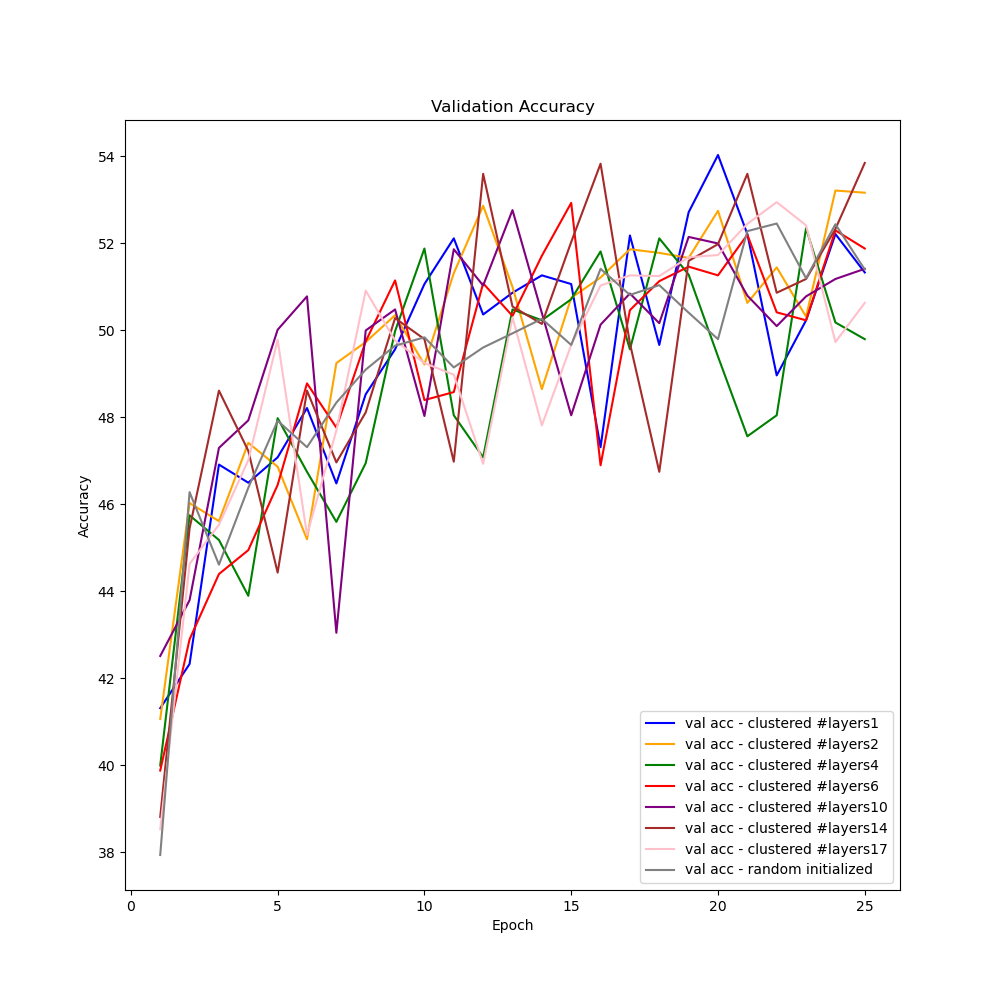 Validation Accuracy
54
52
50
48
46
44
42
40
38
Accuracy
0 5 10 15 20 25
Epoch
val acc - clustered #layers1
val acc - clustered #layers2
val acc - clustered #layers4
val acc - clustered #layers6
val acc - clustered #layers10
val acc - clustered #layers14
val acc - clustered #layers17
val acc - random initialized